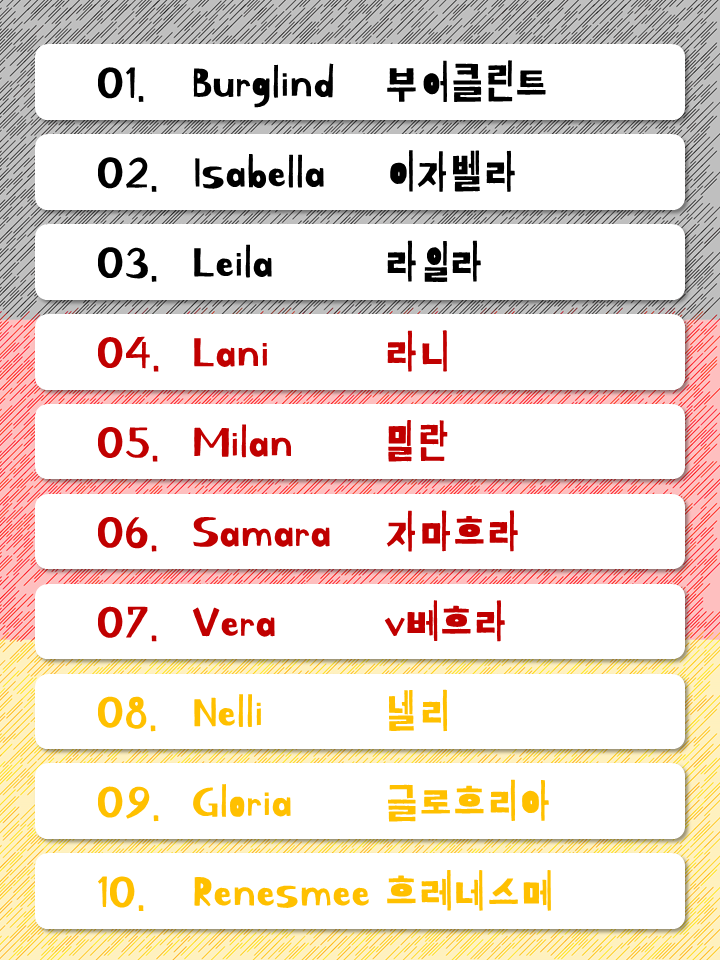 01. Burglind 부어클린트
02. Isabella 이자벨라
03. Leila 라일라
04. Lani 라니
05. Milan 밀란
06. Samara 자마흐라
07. Vera v베흐라
08. Nelli 넬리
09. Gloria 글로흐리아
10. Renesmee 흐레네스메